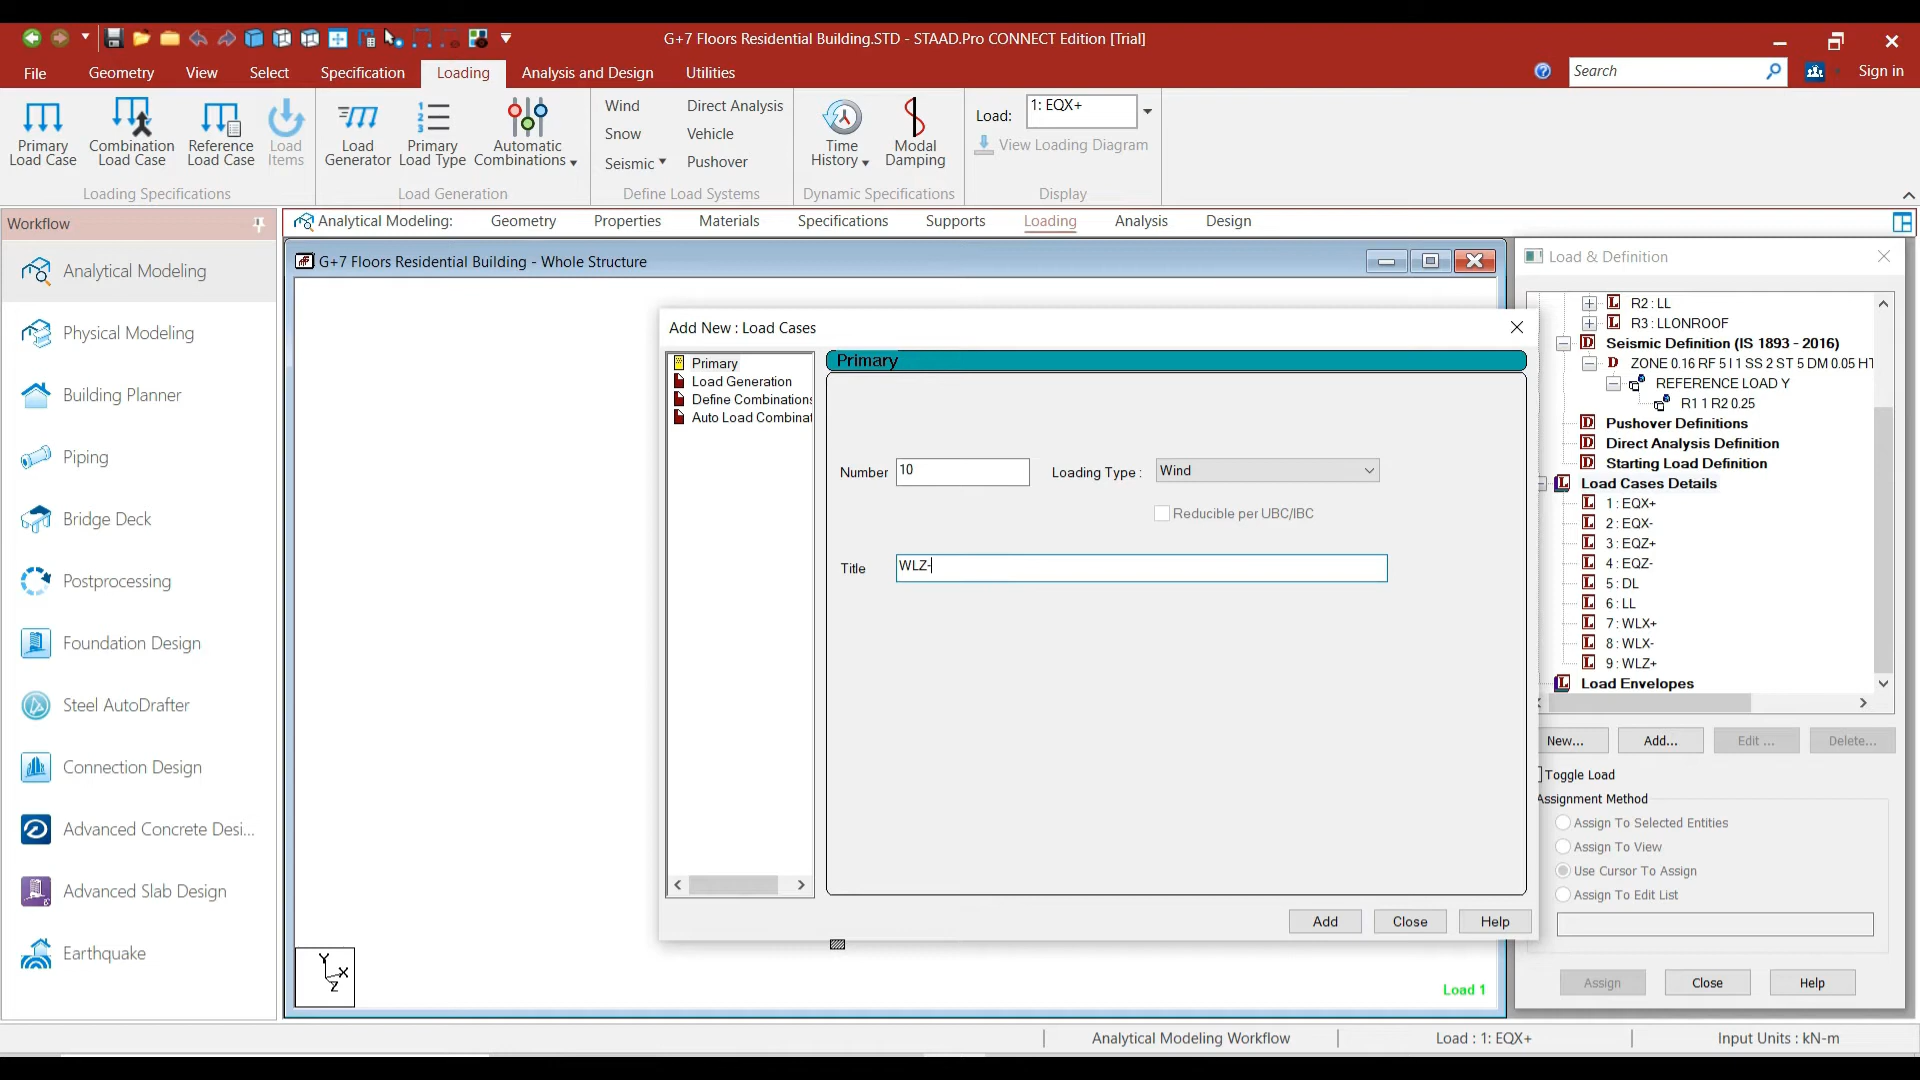 G+7 Floors Residential Building.STD - STAAD.Pro CONNECT Edition [Trial]
File
Geometry
View
Select
Specification
Loading
Analysis and Design
Utilities
Search
Sign in
Primary
Load Case
Combination
Load Case
Reference
Load Case
Load
Items
Loading Specifications
Load
Generator
Primary
Load Type
Automatic
Combinations
Load Generation
Wind
Snow
Seismic
Direct Analysis
Vehicle
Pushover
Define Load Systems
Time
History
Modal
Damping
Dynamic Specifications
Load:
1: EQX+
View Loading Diagram
Display
Workflow
Analytical Modeling
Physical Modeling
Building Planner
Piping
Bridge Deck
Postprocessing
Foundation Design
Steel AutoDrafter
Connection Design
Advanced Concrete Desi...
Advanced Slab Design
Earthquake
Analytical Modeling:
Geometry
Properties
Materials
Specifications
Supports
Loading
Analysis
Design
G+7 Floors Residential Building - Whole Structure
Y
X
Z
Load 1
Add New : Load Cases
Primary
Load Generation
Define Combinations
Auto Load Combinat
Primary
Number
10
Loading Type :
Wind
Reducible per UBC/IBC
Title
WLZ-
Add
Close
Help
Load & Definition
R2 : LL
R3 : LLONROOF
Seismic Definition (IS 1893 - 2016)
ZONE 0.16 RF 5 I 1 SS 2 ST 5 DM 0.05 HT
REFERENCE LOAD Y
R1 1 R2 0.25
Pushover Definitions
Direct Analysis Definition
Starting Load Definition
Load Cases Details
1 : EQX+
2 : EQX-
3 : EQZ+
4 : EQZ-
5 : DL
6 : LL
7 : WLX+
8 : WLX-
9 : WLZ+
Load Envelopes
New...
Add...
Edit ...
Delete...
Toggle Load
Assignment Method
Assign To Selected Entities
Assign To View
Use Cursor To Assign
Assign To Edit List
Assign
Close
Help
Analytical Modeling Workflow
Load : 1: EQX+
Input Units : kN-m